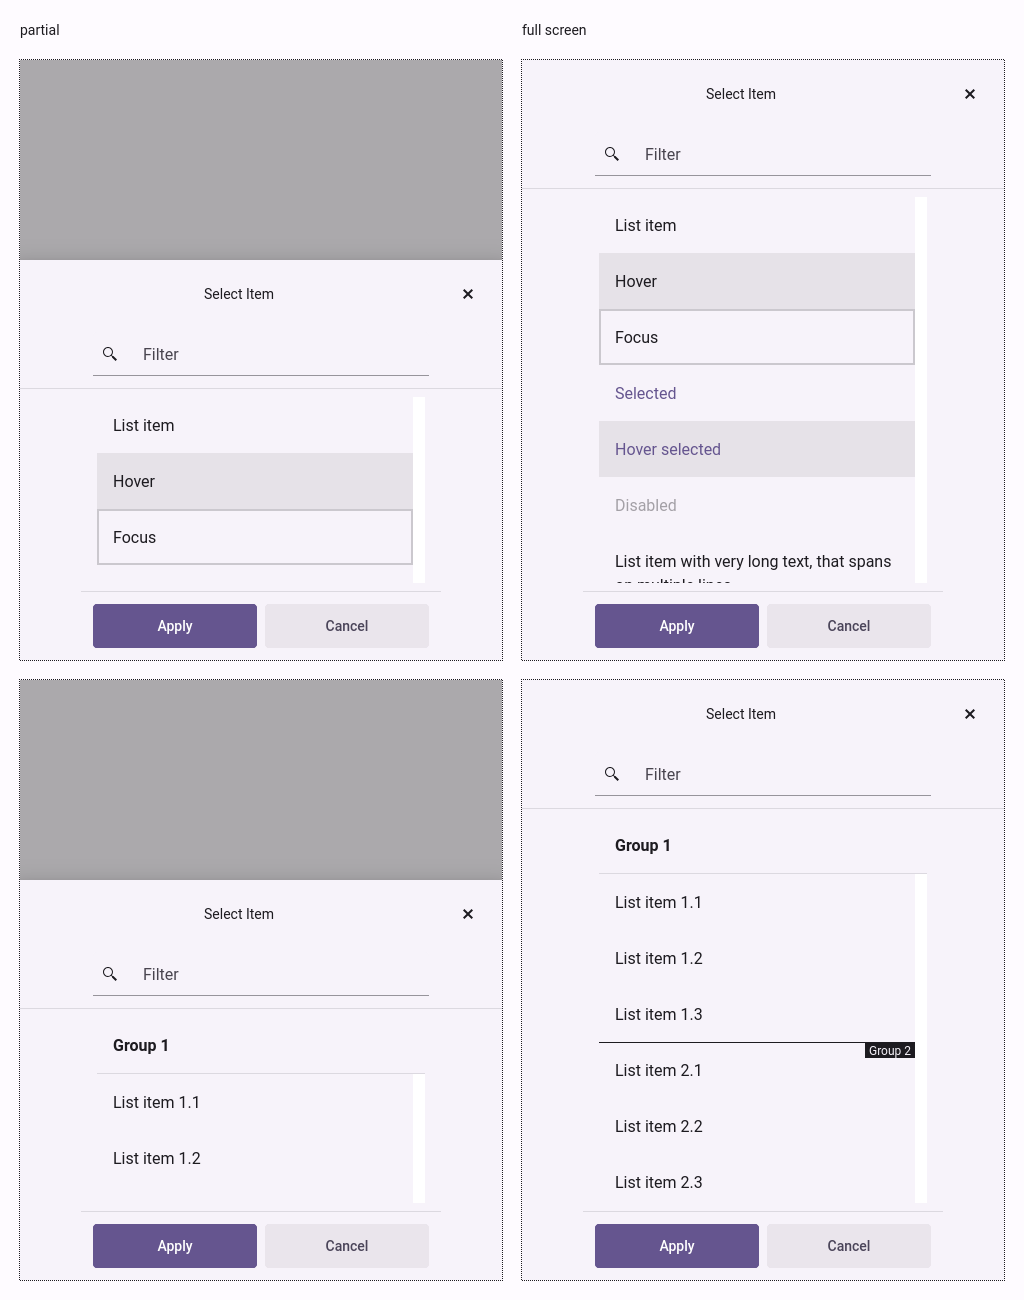 partial
full screen
Select Item
Filter
List item
Hover
Focus
Apply
Cancel
Select Item
Filter
List item
Hover
Focus
Selected
Hover selected
Disabled
List item with very long text, that spans
on multiple lines
Apply
Cancel
Select Item
Filter
Group 1
List item 1.1
List item 1.2
Apply
Cancel
Select Item
Filter
Group 1
List item 1.1
List item 1.2
List item 1.3
Group 2
List item 2.1
List item 2.2
List item 2.3
Apply
Cancel